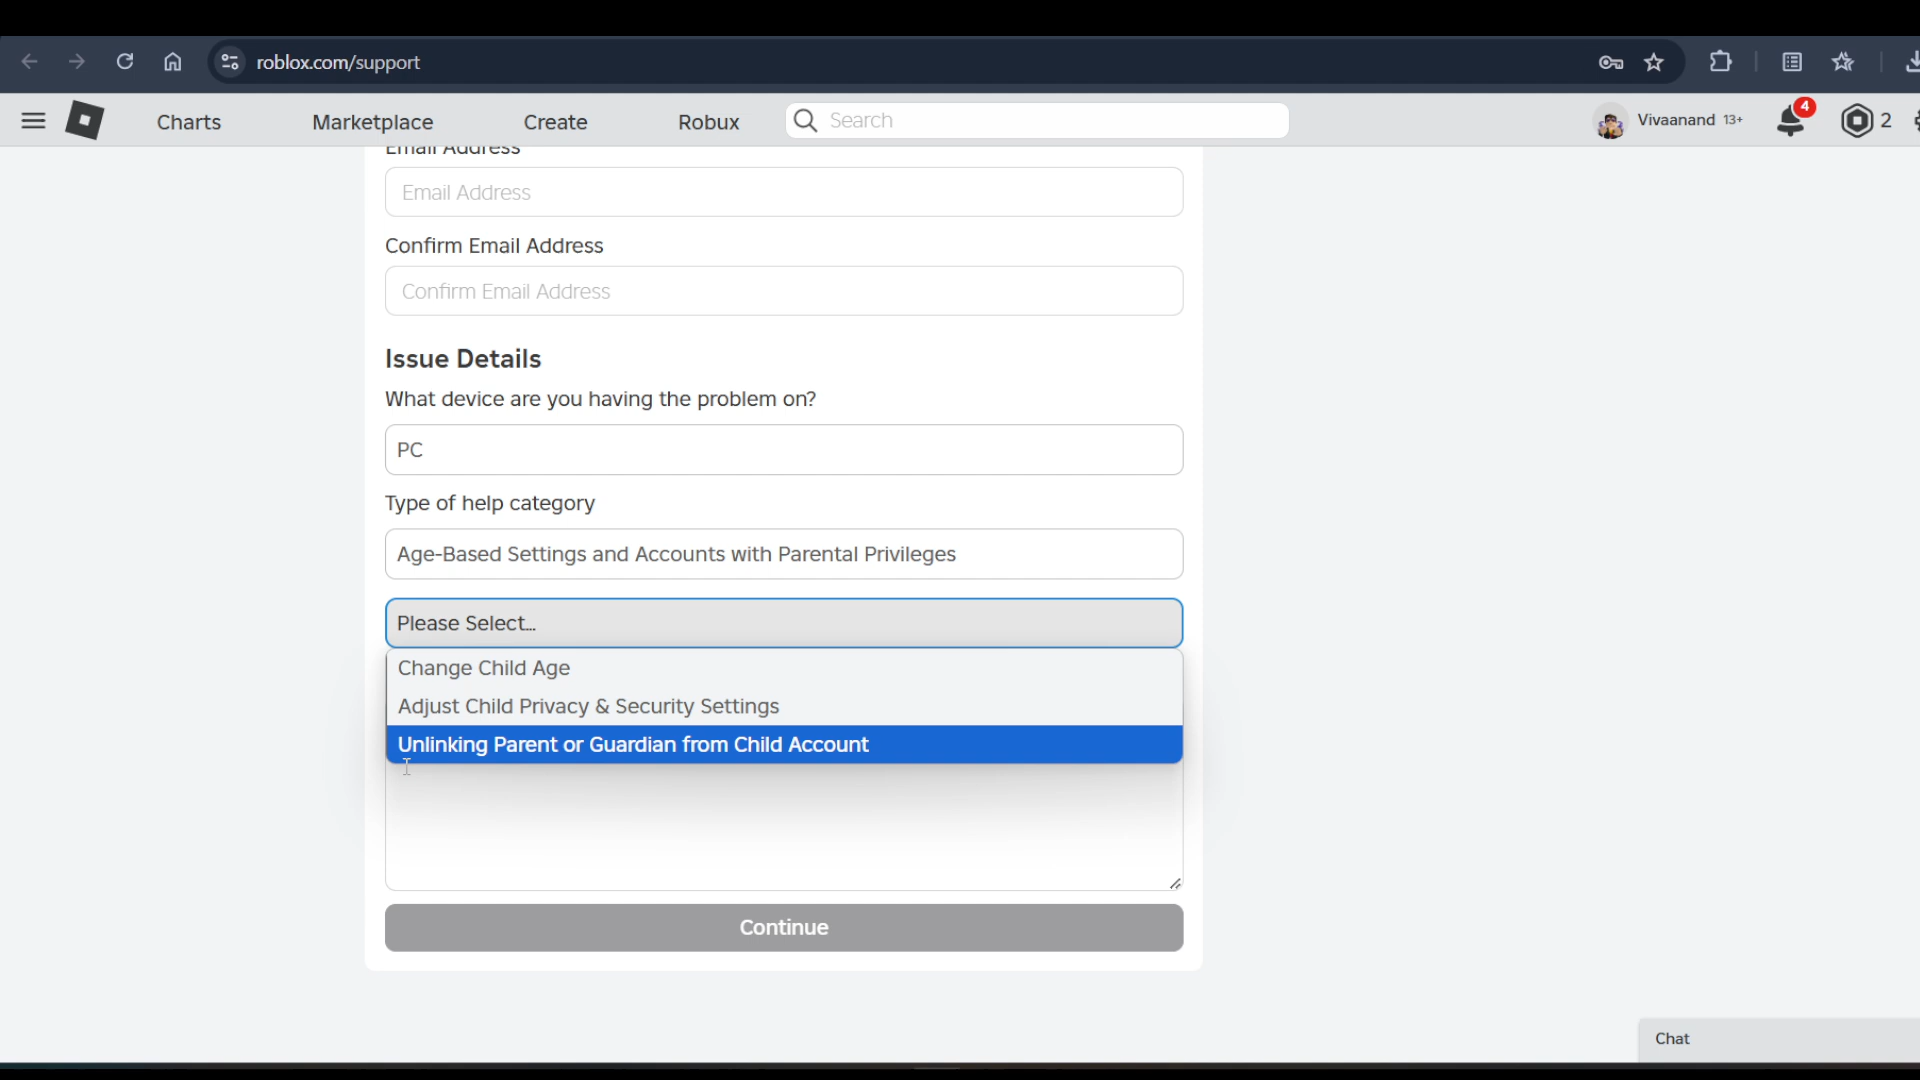 roblox.com/support
Charts Marketplace Create Robux Search Vivaanand 13+ 4 2
Email Address
Email Address
Confirm Email Address
Confirm Email Address
Issue Details
What device are you having the problem on?
PC
Type of help category
Age-Based Settings and Accounts with Parental Privileges
Please Select...
Change Child Age
Adjust Child Privacy & Security Settings
Unlinking Parent or Guardian from Child Account
Continue
Chat